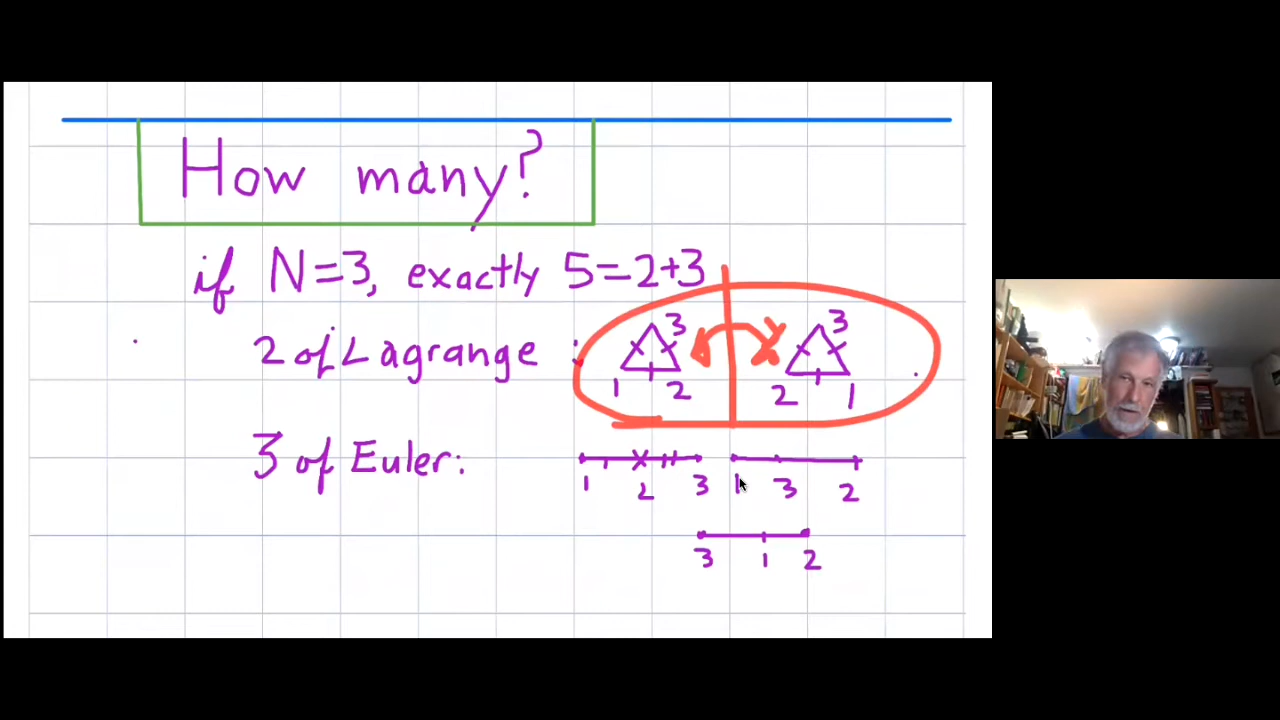 How many?
if N=3, exactly 5=2+3
2 of Lagrange :
3 3
1 2 2 1
3 of Euler:
1 2 3 1 3 2
3 1 2